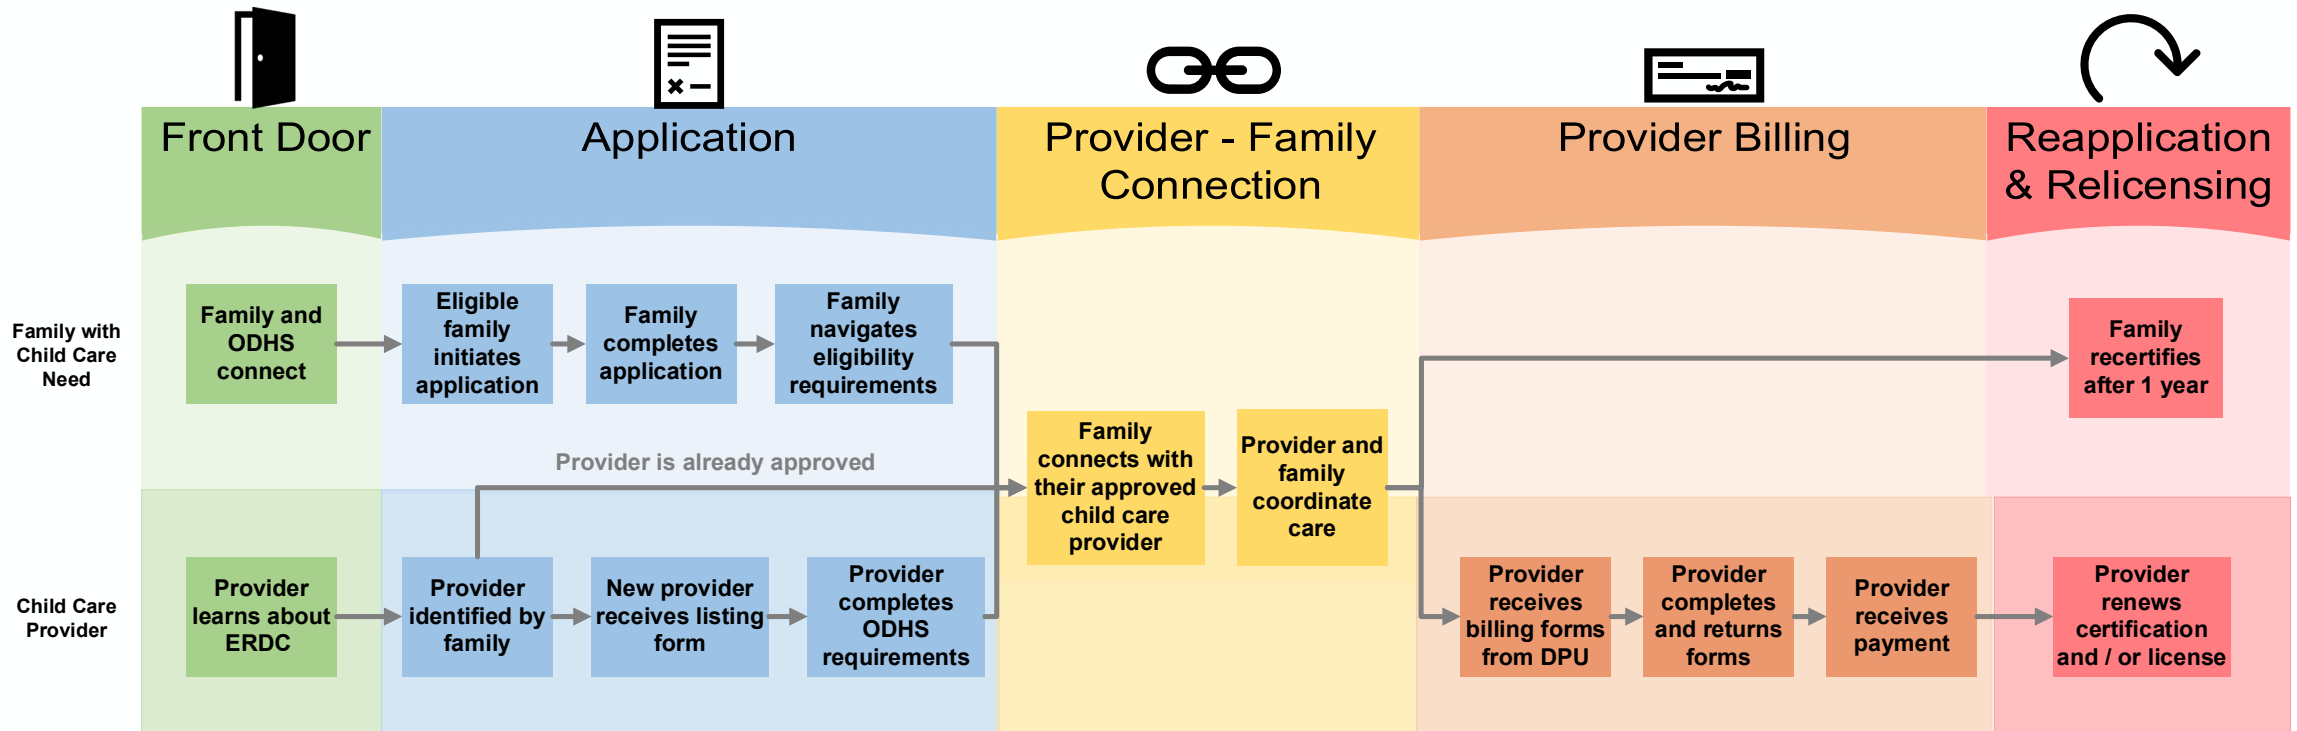 Front Door
Application
Provider - Family
Connection
Provider Billing
Reapplication
& Relicensing
Family with
Child Care
Need
Family and
ODHS
connect
Eligible
family
initiates
application
Family
completes
application
Family
navigates
eligibility
requirements
Family
recertifies
after 1 year
Provider is already approved
Family
connects with
their approved
child care
provider
Provider and
family
coordinate
care
Child Care
Provider
Provider
learns about
ERDC
Provider
identified by
family
New provider
receives listing
form
Provider
completes
ODHS
requirements
Provider
receives
billing forms
from DPU
Provider
completes
and returns
forms
Provider
receives
payment
Provider
renews
certification
and / or license